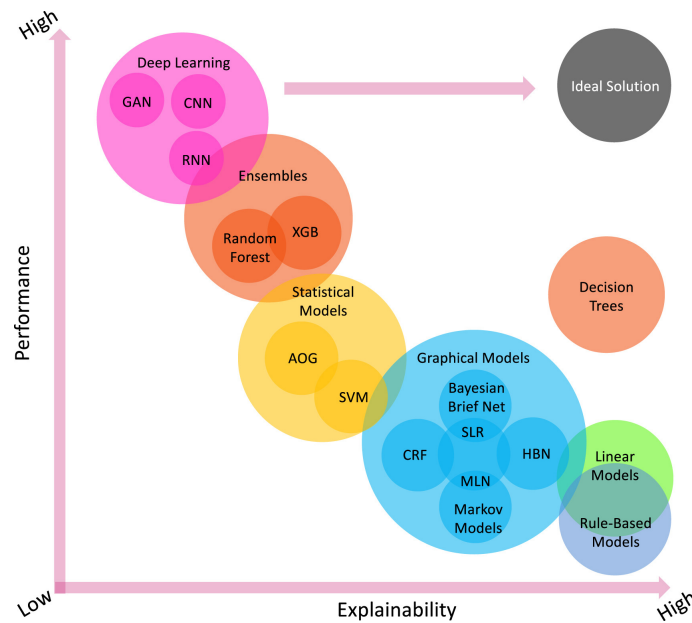 High
Deep Learning
GAN
CNN
RNN
Ideal Solution
Ensembles
Random
Forest
XGB
Decision
Trees
Statistical
Models
AOG
SVM
Graphical Models
Bayesian
Brief Net
SLR
CRF
HBN
MLN
Markov
Models
Linear
Models
Rule-Based
Models
Performance
Low
Explainability
High